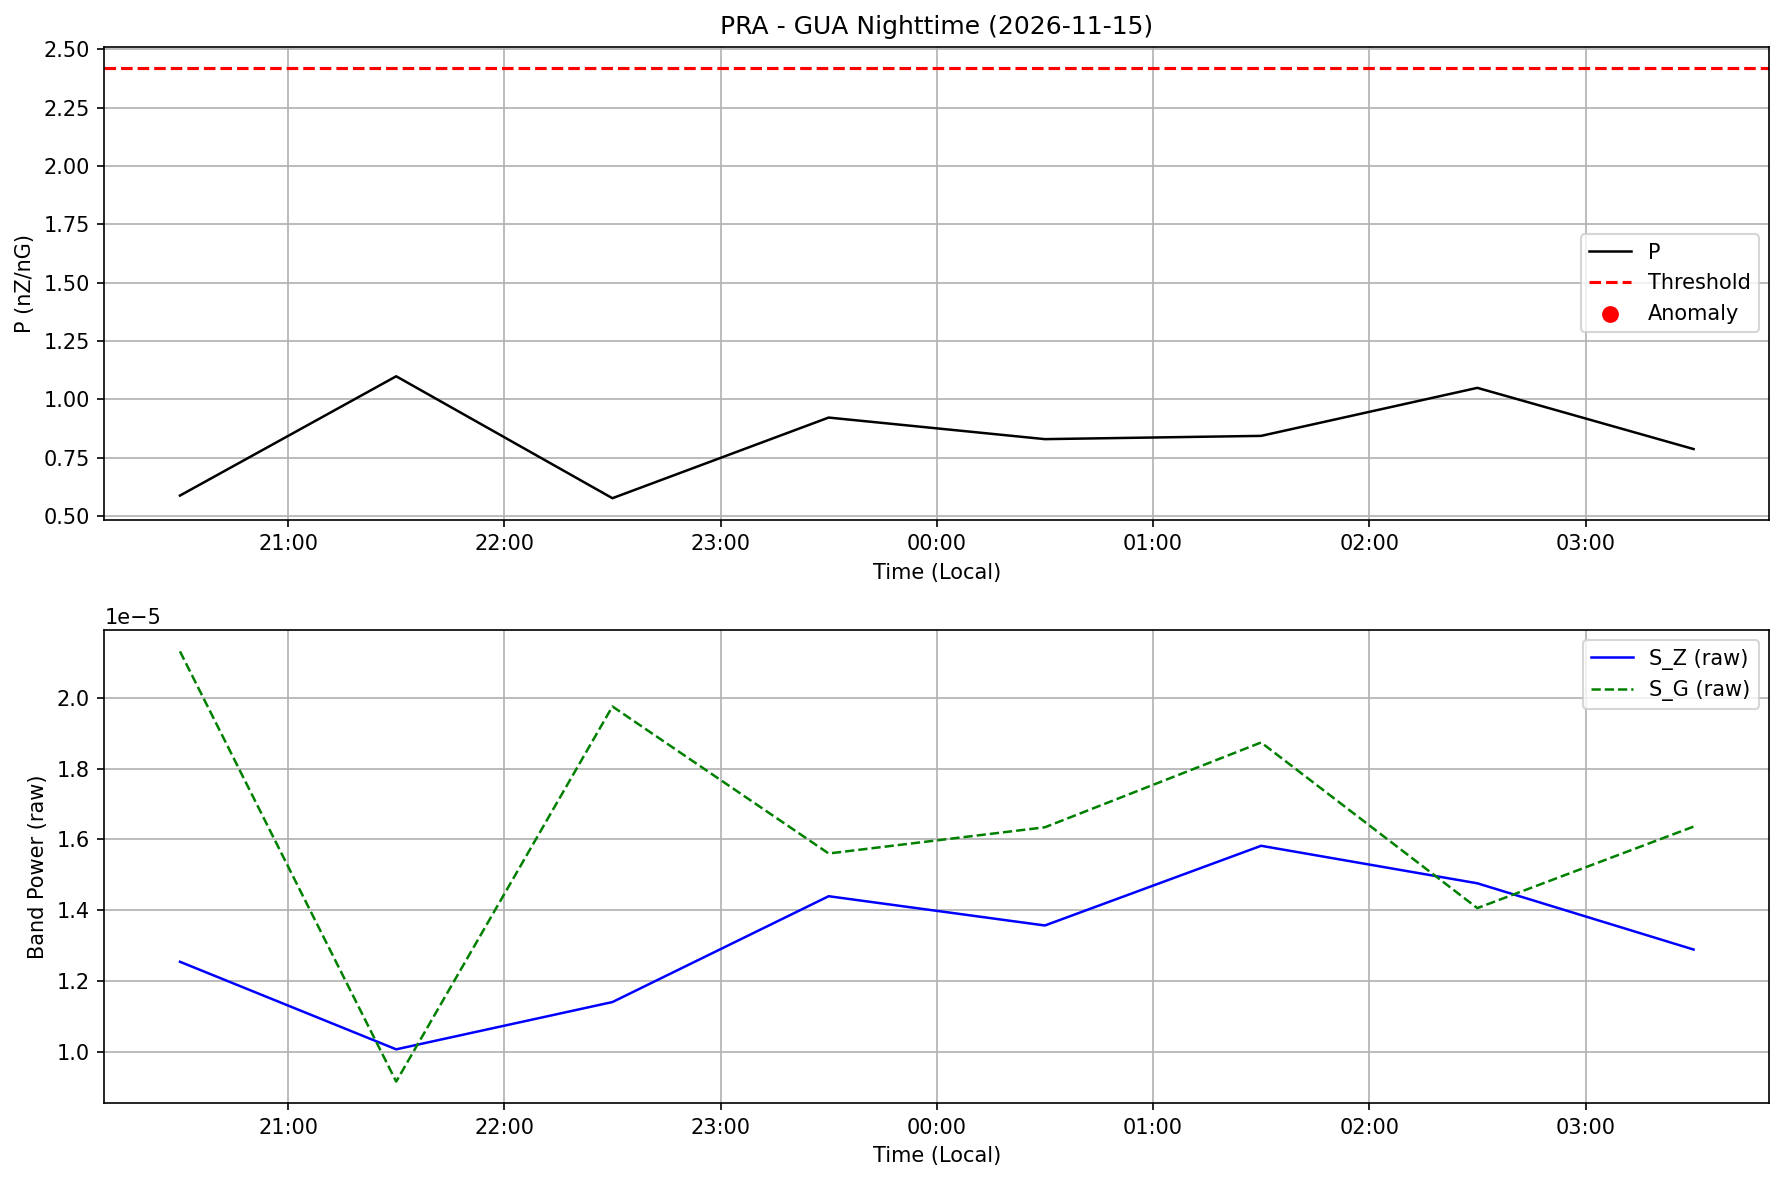 PRA - GUA Nighttime (2026-11-15)
2.50
2.25
2.00
1.75
1.50
1.25
1.00
0.75
0.50
P (nZ/nG)
P
Threshold
Anomaly
21:00 22:00 23:00 00:00 01:00 02:00 03:00
Time (Local)
1e−5
2.0
1.8
1.6
1.4
1.2
1.0
Band Power (raw)
S_Z (raw)
S_G (raw)
21:00 22:00 23:00 00:00 01:00 02:00 03:00
Time (Local)